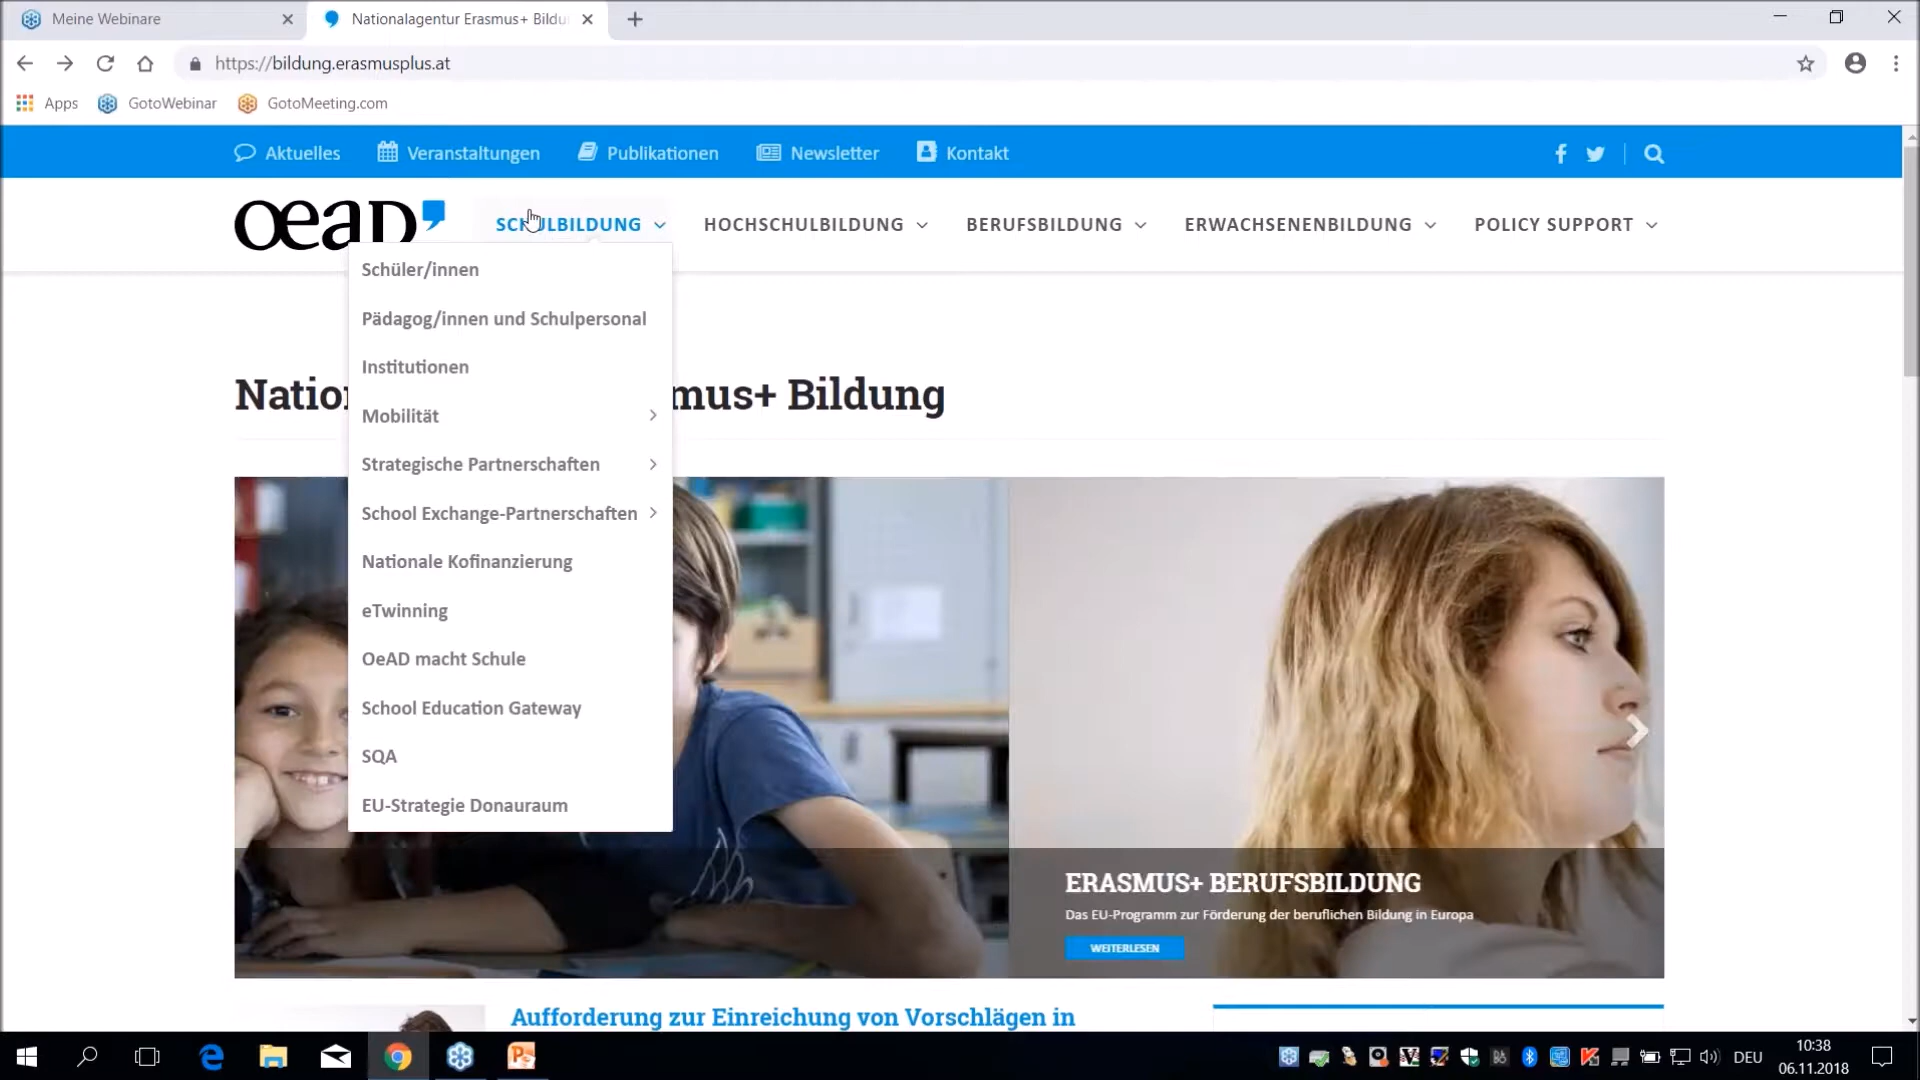 Meine Webinare
Nationalagentur Erasmus+ Bildu
https://bildung.erasmusplus.at
Apps
GotoWebinar
GotoMeeting.com
Aktuelles
Veranstaltungen
Publikationen
Newsletter
Kontakt
OeAD
SCHULBILDUNG
HOCHSCHULBILDUNG
BERUFSBILDUNG
ERWACHSENENBILDUNG
POLICY SUPPORT
Schüler/innen
Pädagog/innen und Schulpersonal
Institutionen
Mobilität
Strategische Partnerschaften
School Exchange-Partnerschaften
Nationale Kofinanzierung
eTwinning
OeAD macht Schule
School Education Gateway
SQA
EU-Strategie Donauraum
mus+ Bildung
ERASMUS+ BERUFSBILDUNG
Das EU-Programm zur Förderung der beruflichen Bildung in Europa
WEITERLESEN
Aufforderung zur Einreichung von Vorschlägen in
DEU
10:38
06.11.2018